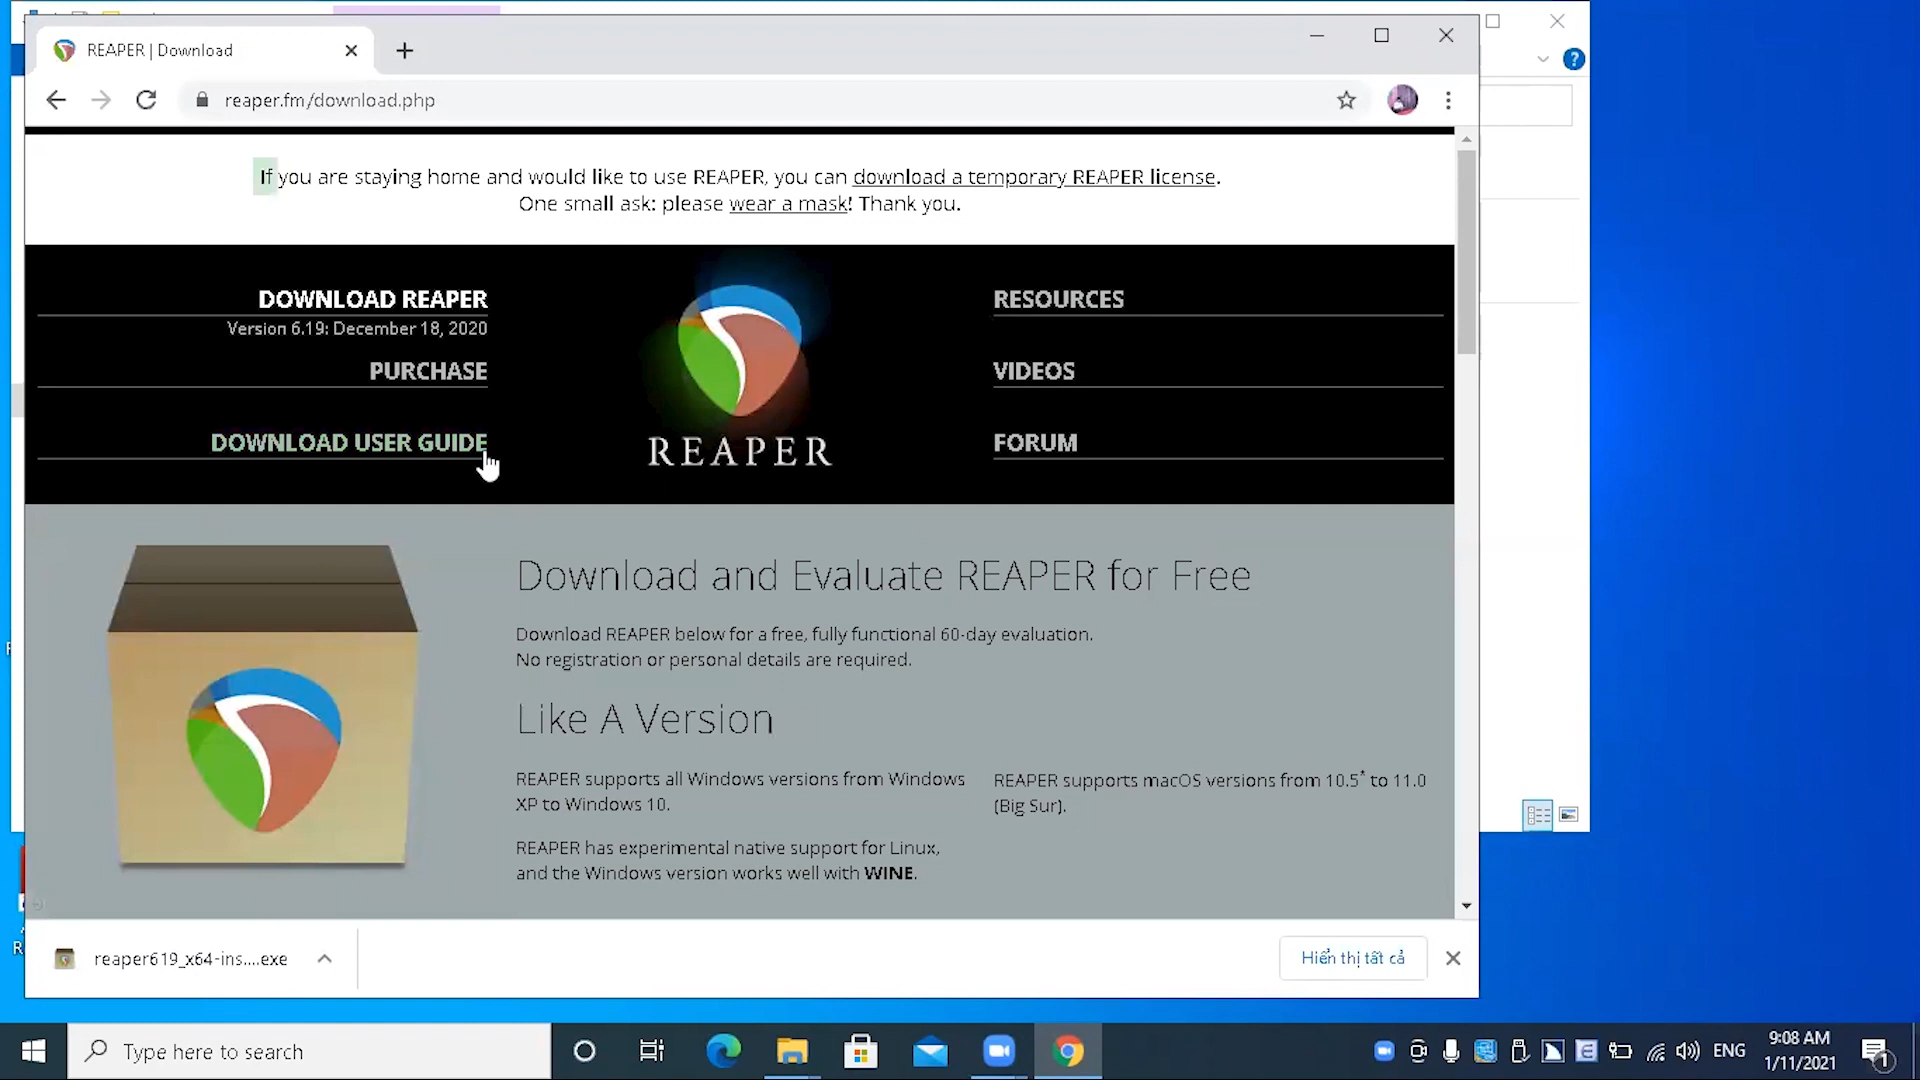 REAPER | Download
reaper.fm/download.php
If you are staying home and would like to use REAPER, you can download a temporary REAPER license.
One small ask: please wear a mask! Thank you.
DOWNLOAD REAPER
Version 6.19: December 18, 2020
PURCHASE
DOWNLOAD USER GUIDE
REAPER
RESOURCES
VIDEOS
FORUM
Download and Evaluate REAPER for Free
Download REAPER below for a free, fully functional 60-day evaluation.
No registration or personal details are required.
Like A Version
REAPER supports all Windows versions from Windows
XP to Windows 10.
REAPER has experimental native support for Linux,
and the Windows version works well with WINE.
REAPER supports macOS versions from 10.5* to 11.0
(Big Sur).
reaper619_x64-ins....exe
Hiển thị tất cả
Type here to search
ENG
9:08 AM
1/11/2021
1